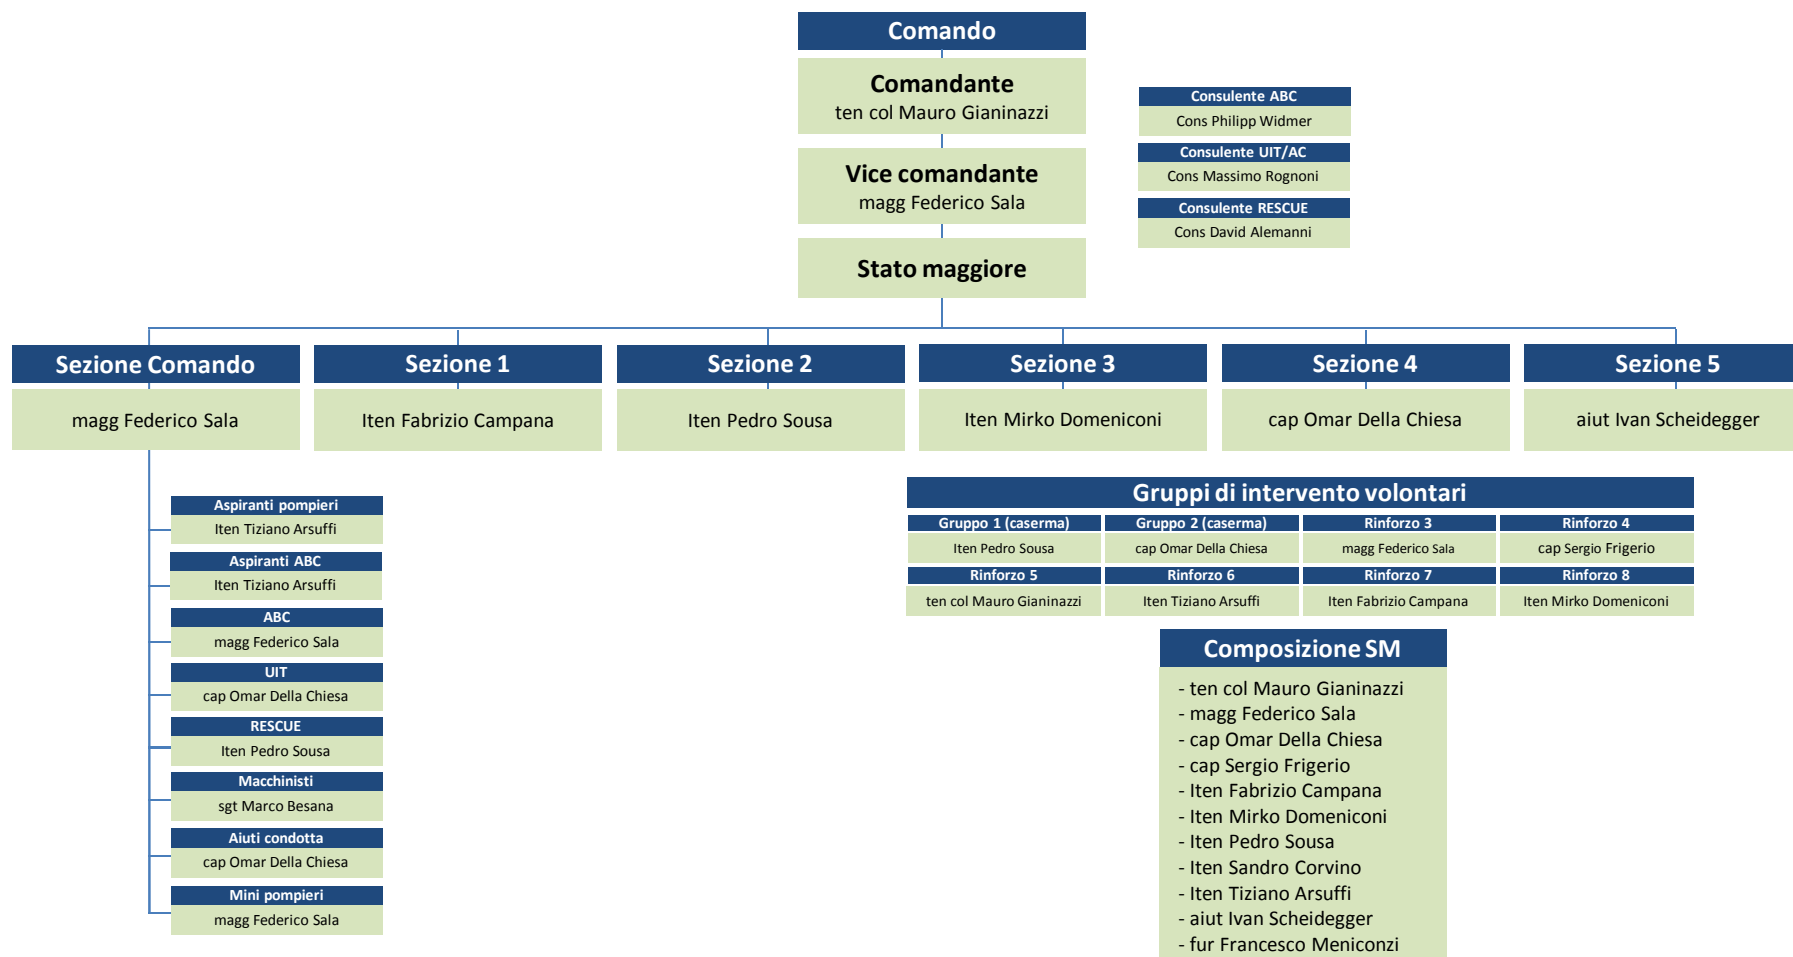 Comando
Comandante
ten col Mauro Gianinazzi
Vice comandante
magg Federico Sala
Stato maggiore
Consulente ABC
Cons Philipp Widmer
Consulente UIT/AC
Cons Massimo Rognoni
Consulente RESCUE
Cons David Alemanni
Sezione Comando
magg Federico Sala
Sezione 1
Iten Fabrizio Campana
Sezione 2
Iten Pedro Sousa
Sezione 3
Iten Mirko Domeniconi
Sezione 4
cap Omar Della Chiesa
Sezione 5
aiut Ivan Scheidegger
Aspiranti pompieri
Iten Tiziano Arsuffi
Aspiranti ABC
Iten Tiziano Arsuffi
ABC
magg Federico Sala
UIT
cap Omar Della Chiesa
RESCUE
Iten Pedro Sousa
Macchinisti
sgt Marco Besana
Aiuti condotta
cap Omar Della Chiesa
Mini pompieri
magg Federico Sala
Gruppi di intervento volontari
Gruppo 1 (caserma)
Iten Pedro Sousa
Gruppo 2 (caserma)
cap Omar Della Chiesa
Rinforzo 3
magg Federico Sala
Rinforzo 4
cap Sergio Frigerio
Rinforzo 5
ten col Mauro Gianinazzi
Rinforzo 6
Iten Tiziano Arsuffi
Rinforzo 7
Iten Fabrizio Campana
Rinforzo 8
Iten Mirko Domeniconi
Composizione SM
- ten col Mauro Gianinazzi
- magg Federico Sala
- cap Omar Della Chiesa
- cap Sergio Frigerio
- Iten Fabrizio Campana
- Iten Mirko Domeniconi
- Iten Pedro Sousa
- Iten Sandro Corvino
- Iten Tiziano Arsuffi
- aiut Ivan Scheidegger
- fur Francesco Meniconzi